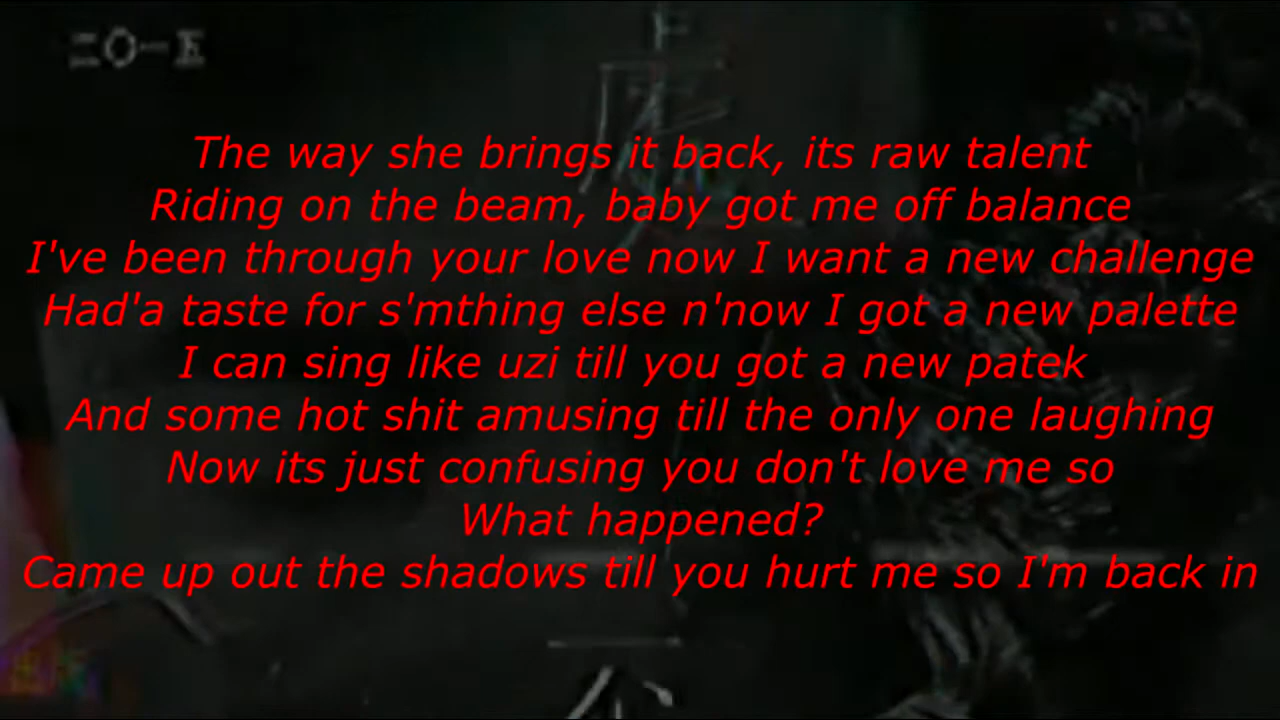 The way she brings it back, its raw talent
Riding on the beam, baby got me off balance
I've been through your love now I want a new challenge
Had'a taste for s'mthing else n'now I got a new palette
I can sing like uzi till you got a new patek
And some hot shit amusing till the only one laughing
Now its just confusing you don't love me so
What happened?
Came up out the shadows till you hurt me so I'm back in